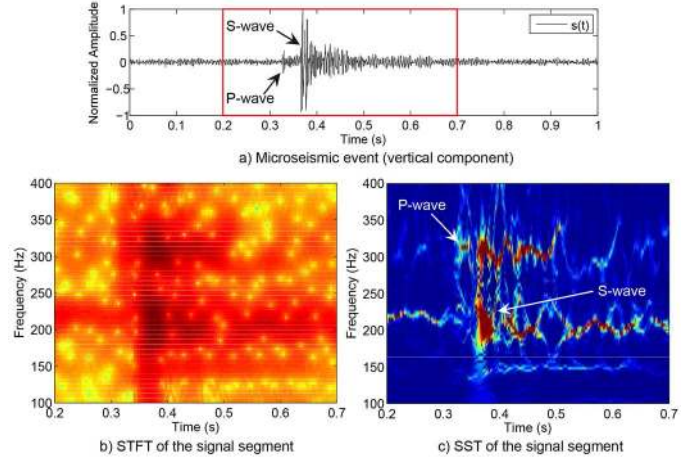 Normalized Amplitude
1
0.5
0
−0.5
−1
S-wave
P-wave
s(t)
0 0.1 0.2 0.3 0.4 0.5 0.6 0.7 0.8 0.9 1
Time (s)
a) Microseismic event (vertical component)
Frequency (Hz)
400
350
300
250
200
150
100
0.2 0.3 0.4 0.5 0.6 0.7
Time (s)
b) STFT of the signal segment
Frequency (Hz)
400
350
300
250
200
150
100
P-wave
S-wave
0.2 0.3 0.4 0.5 0.6 0.7
Time (s)
c) SST of the signal segment